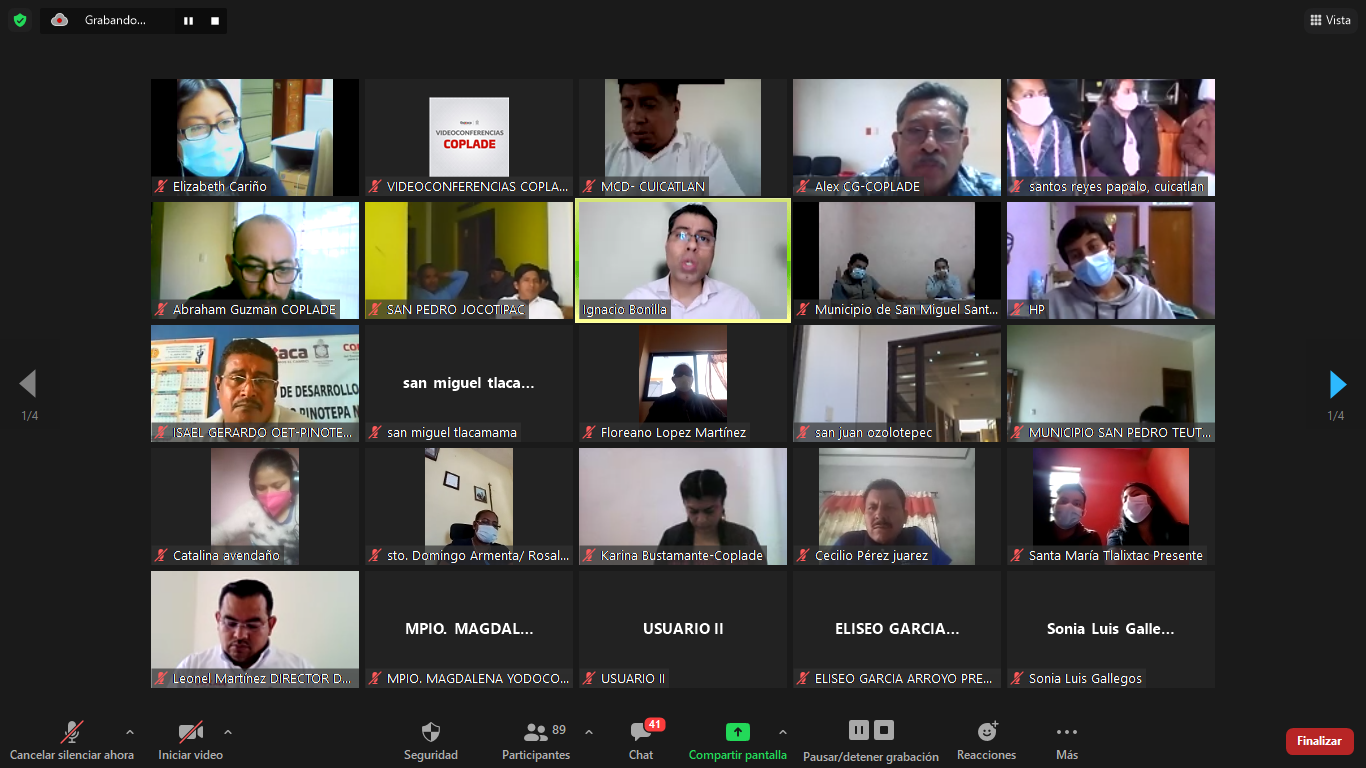 Grabando...
Vista
Elizabeth Cariño
VIDEOCONFERENCIAS
COPLADE
VIDEOCONFERENCIAS COPLA...
MCD- CUICATLAN
Alex CG-COPLADE
santos reyes papalo, cuicatlan
Abraham Guzman COPLADE
SAN PEDRO JOCOTIPAC
Ignacio Bonilla
Municipio de San Miguel Sant...
HP
DE DESARROLLO
PINOTEPA N
ISAEL GERARDO OET-PINOTE...
san miguel tlaca...
san miguel tlacamama
Floreano Lopez Martínez
san juan ozolotepec
MUNICIPIO SAN PEDRO TEUT...
1/4
1/4
Catalina avendaño
sto. Domingo Armenta/ Rosal...
Karina Bustamante-Coplade
Cecilio Pérez juarez
Santa María Tlalixtac Presente
Leonel Martínez DIRECTOR D...
MPIO. MAGDAL...
MPIO. MAGDALENA YODOCO...
USUARIO II
USUARIO II
ELISEO GARCIA...
ELISEO GARCIA ARROYO PRE...
Sonia Luis Galle...
Sonia Luis Gallegos
Cancelar silenciar ahora
Iniciar video
Seguridad
89
Participantes
41
Chat
Compartir pantalla
Pausar/detener grabación
Reacciones
Más
Finalizar